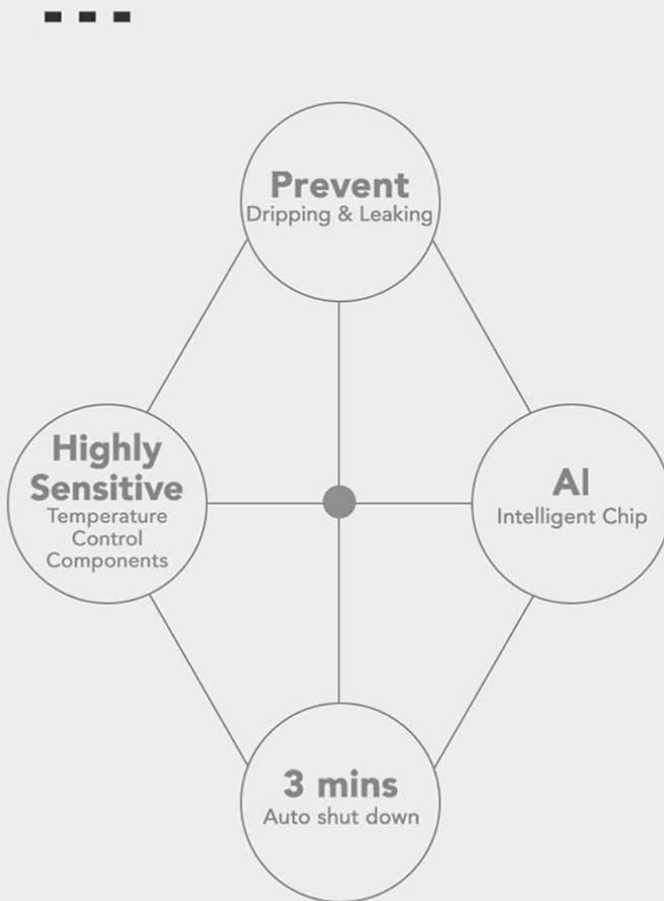 Prevent
Dripping & Leaking
Highly
Sensitive
Temperature
Control
Components
AI
Intelligent Chip
3 mins
Auto shut down